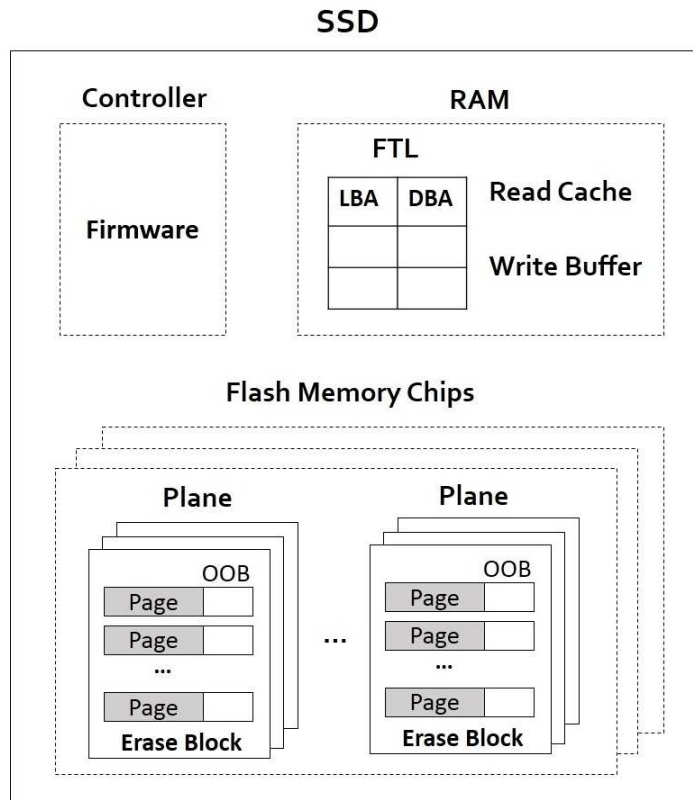 SSD
Controller
RAM
Firmware
FTL
LBA DBA
Read Cache
Write Buffer
Flash Memory Chips
Plane
OOB
Page
Page
...
Page
Erase Block
...
Plane
OOB
Page
Page
...
Page
Erase Block